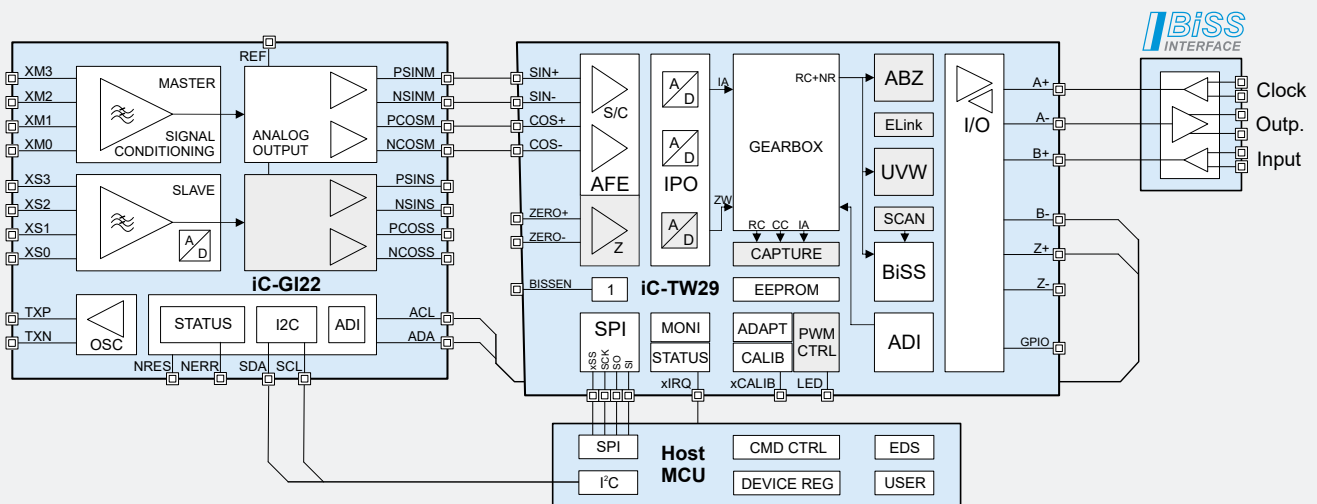 BiSS
INTERFACE
Clock
Outp.
Input
REF
XM3
XM2
XM1
XM0
XS3
XS2
XS1
XS0
TXP
TXN
MASTER
SIGNAL
CONDITIONING
SLAVE
A
D
ANALOG
OUTPUT
PSINM
NSINM
PCOSM
NCOSM
PSINS
NSINS
PCOSS
NCOSS
iC-GI22
OSC
STATUS
I2C
ADI
ACL
ADA
NRES
NERR
SDA
SCL
SIN+
SIN-
COS+
COS-
ZERO+
ZERO-
BISSEN
S/C
AFE
Z
A
D
A
D
IPO
A
D
IA
ZW
RC+NR
GEARBOX
RC CC IA
CAPTURE
ABZ
ELink
UVW
SCAN
BiSS
ADI
I/O
A+
A-
B+
B-
Z+
Z-
GPIO
1
iC-TW29
EEPROM
SPI
xSS
SCK
SO
SI
MONI
STATUS
ADAPT
CALIB
PWM
CTRL
xIRQ
xCALIB
LED
SPI
I²C
Host
MCU
CMD CTRL
DEVICE REG
EDS
USER